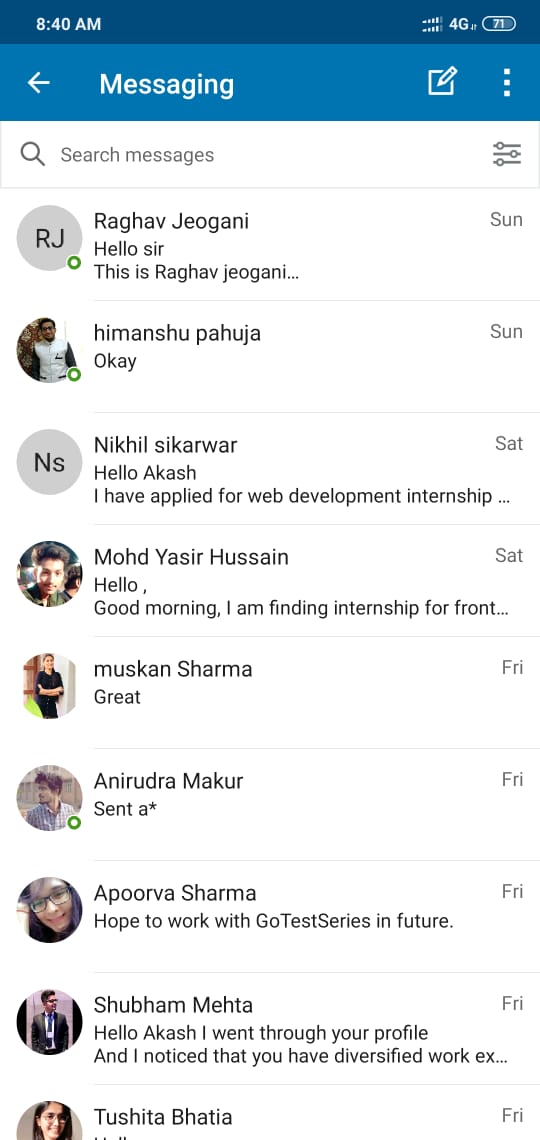 8:40 AM 4G 71
Messaging
Search messages
RJ Raghav Jeogani Sun
Hello sir
This is Raghav jeogani...
himanshu pahuja Sun
Okay
Ns Nikhil sikarwar Sat
Hello Akash
I have applied for web development internship ...
Mohd Yasir Hussain Sat
Hello ,
Good morning, I am finding internship for front...
muskan Sharma Fri
Great
Anirudra Makur Fri
Sent a*
Apoorva Sharma Fri
Hope to work with GoTestSeries in future.
Shubham Mehta Fri
Hello Akash I went through your profile
And I noticed that you have diversified work ex...
Tushita Bhatia Fri